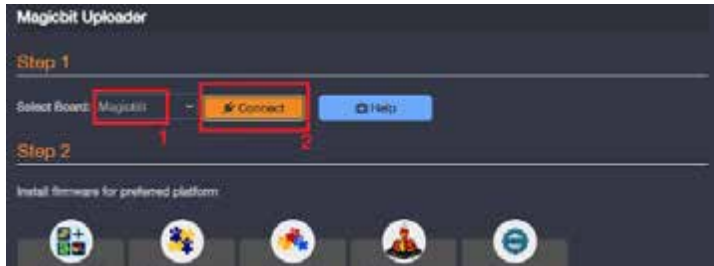 Magicbit Uploader
Step 1
Select Board: Magicbit Connect Help
1 2
Step 2
Install firmware for preferred platform